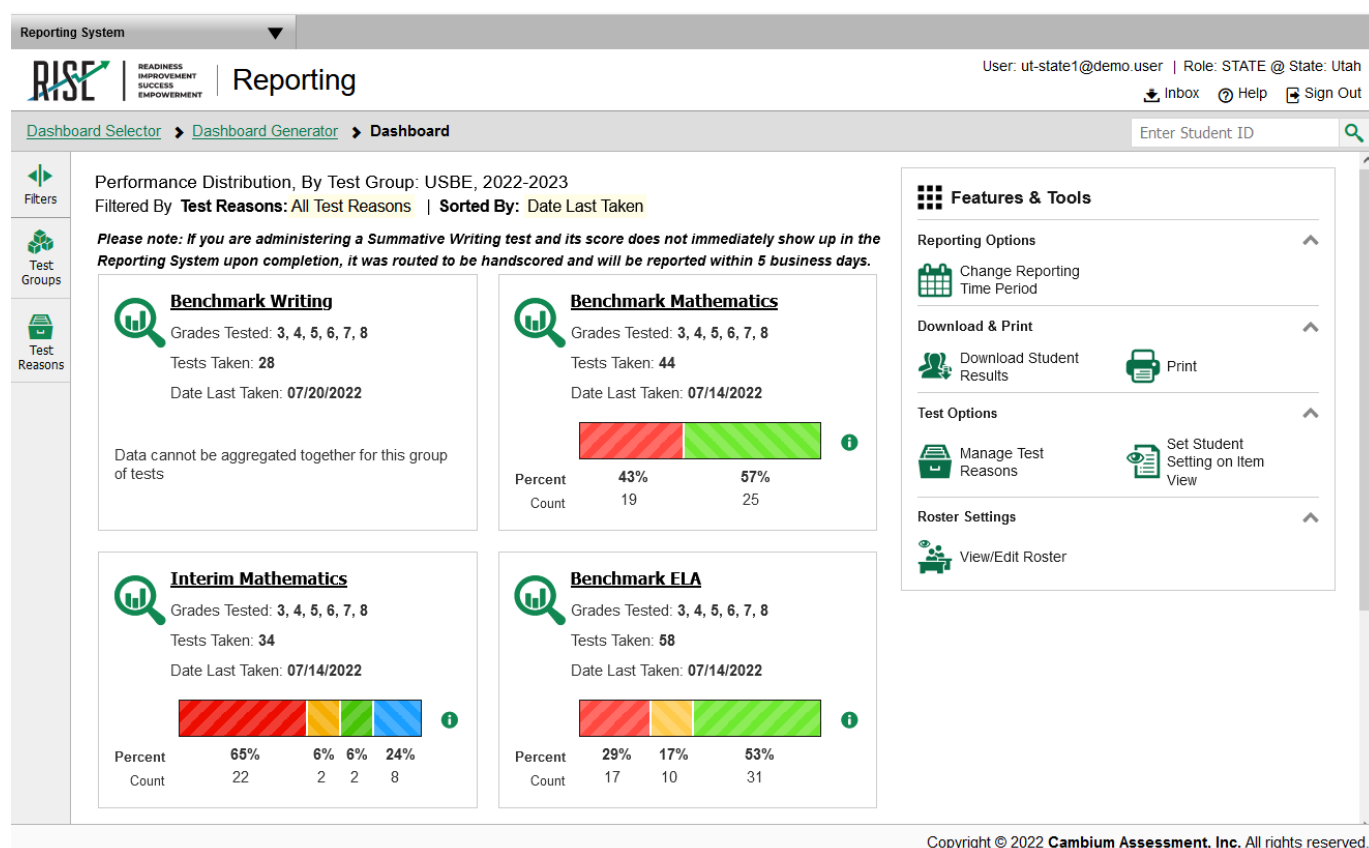 Reporting System
RISE
READINESS
IMPROVEMENT
SUCCESS
EMPOWERMENT
Reporting
User: ut-state1@demo.user | Role: STATE @ State: Utah
Inbox Help Sign Out
Dashboard Selector Dashboard Generator Dashboard
Enter Student ID
Filters
Test
Groups
Test
Reasons
Performance Distribution, By Test Group: USBE, 2022-2023
Filtered By Test Reasons: All Test Reasons | Sorted By: Date Last Taken
Please note: If you are administering a Summative Writing test and its score does not immediately show up in the
Reporting System upon completion, it was routed to be handscored and will be reported within 5 business days.
Benchmark Writing
Grades Tested: 3, 4, 5, 6, 7, 8
Tests Taken: 28
Date Last Taken: 07/20/2022
Data cannot be aggregated together for this group
of tests
Benchmark Mathematics
Grades Tested: 3, 4, 5, 6, 7, 8
Tests Taken: 44
Date Last Taken: 07/14/2022
Percent 43% 57%
Count 19 25
Interim Mathematics
Grades Tested: 3, 4, 5, 6, 7, 8
Tests Taken: 34
Date Last Taken: 07/14/2022
Percent 65% 6% 6% 24%
Count 22 2 2 8
Benchmark ELA
Grades Tested: 3, 4, 5, 6, 7, 8
Tests Taken: 58
Date Last Taken: 07/14/2022
Percent 29% 17% 53%
Count 17 10 31
Features & Tools
Reporting Options
Change Reporting
Time Period
Download & Print
Download Student
Results
Print
Test Options
Manage Test
Reasons
Set Student
Setting on Item
View
Roster Settings
View/Edit Roster
Copyright © 2022 Cambium Assessment, Inc. All rights reserved.